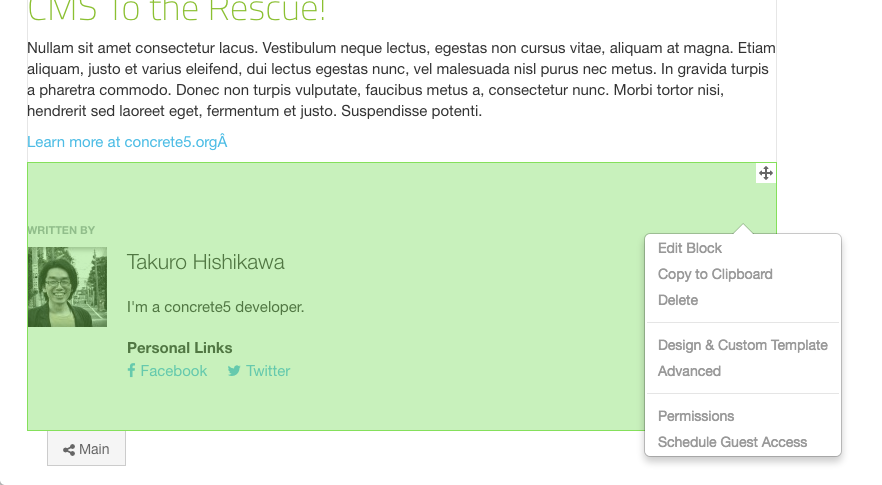 CMS To the Rescue!
Nullam sit amet consectetur lacus. Vestibulum neque lectus, egestas non cursus vitae, aliquam at magna. Etiam
aliquam, justo et varius eleifend, dui lectus egestas nunc, vel malesuada nisl purus nec metus. In gravida turpis
a pharetra commodo. Donec non turpis vulputate, faucibus metus a, consectetur nunc. Morbi tortor nisi,
hendrerit sed laoreet eget, fermentum et justo. Suspendisse potenti.
Learn more at concrete5.orgÂ
WRITTEN BY
Takuro Hishikawa
I'm a concrete5 developer.
Personal Links
Facebook Twitter
Edit Block
Copy to Clipboard
Delete
Design & Custom Template
Advanced
Permissions
Schedule Guest Access
Main